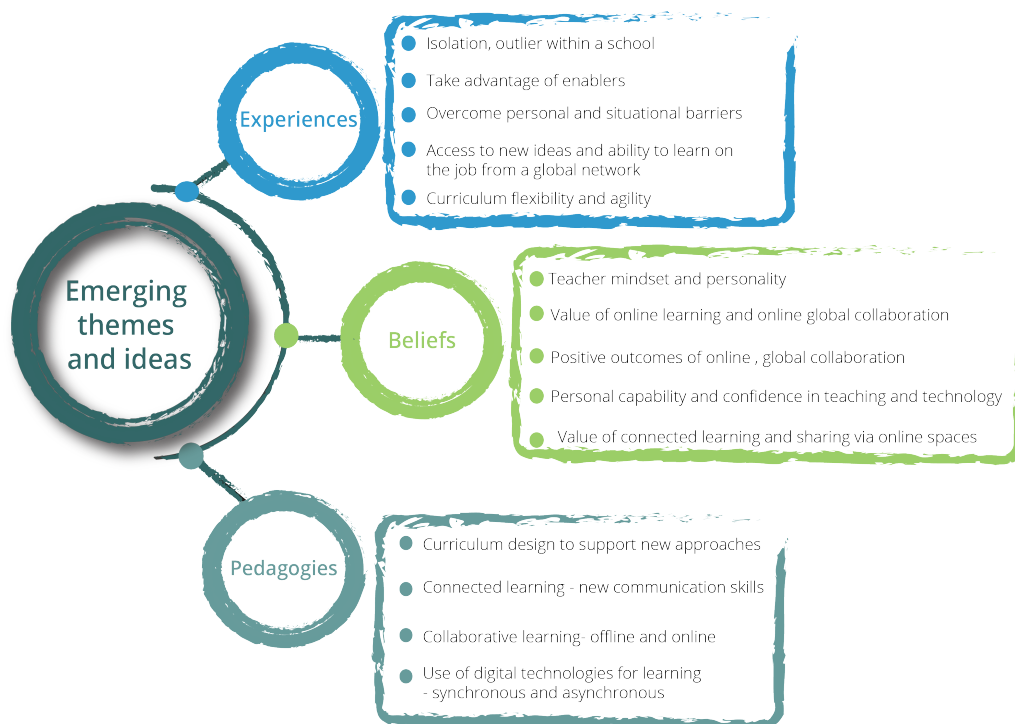 Emerging
themes
and ideas
Experiences
Isolation, outlier within a school
Take advantage of enablers
Overcome personal and situational barriers
Access to new ideas and ability to learn on
the job from a global network
Curriculum flexibility and agility
Beliefs
Teacher mindset and personality
Value of online learning and online global collaboration
Positive outcomes of online , global collaboration
Personal capability and confidence in teaching and technology
Value of connected learning and sharing via online spaces
Pedagogies
Curriculum design to support new approaches
Connected learning - new communication skills
Collaborative learning- offline and online
Use of digital technologies for learning
- synchronous and asynchronous